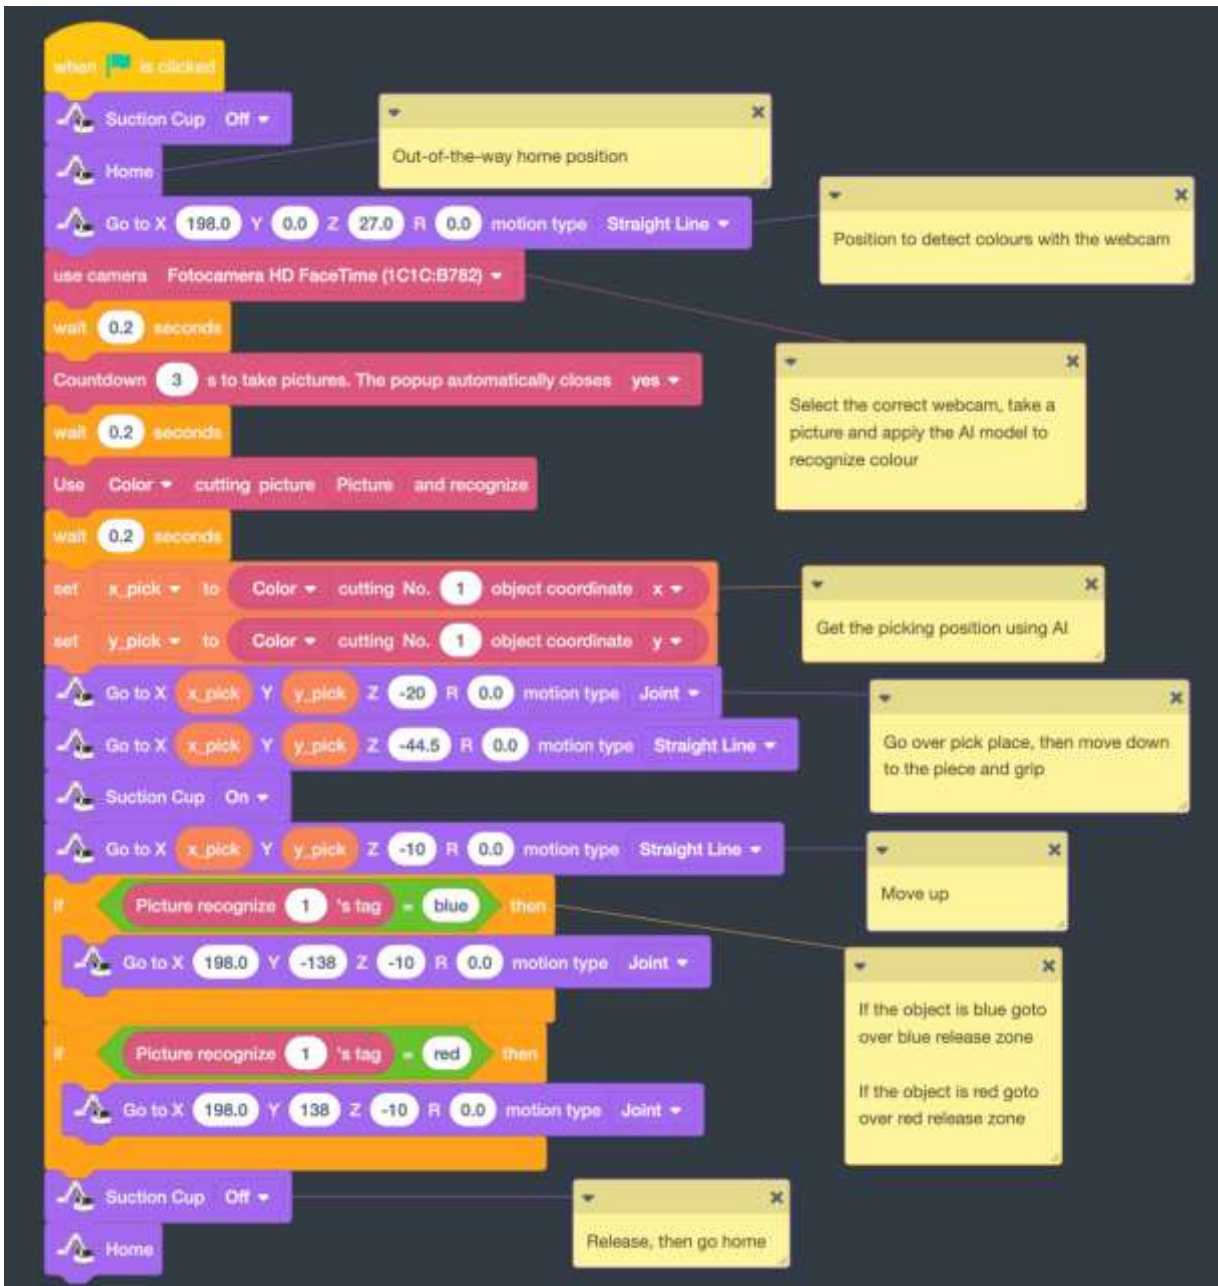 when is clicked
Suction Cup Off
Home
Out-of-the-way home position
Go to X 198.0 Y 0.0 Z 27.0 R 0.0 motion type Straight Line
Position to detect colours with the webcam
use camera Fotocamera HD FaceTime (1C1C:B782)
wait 0.2 seconds
Countdown 3 s to take pictures. The popup automatically closes yes
Select the correct webcam, take a
picture and apply the AI model to
recognize colour
wait 0.2 seconds
Use Color cutting picture Picture and recognize
wait 0.2 seconds
set x_pick to Color cutting No. 1 object coordinate x
set y_pick to Color cutting No. 1 object coordinate y
Get the picking position using AI
Go to X x_pick Y y_pick Z -20 R 0.0 motion type Joint
Go to X x_pick Y y_pick Z -44.5 R 0.0 motion type Straight Line
Go over pick place, then move down
to the piece and grip
Suction Cup On
Go to X x_pick Y y_pick Z -10 R 0.0 motion type Straight Line
Move up
If Picture recognize 1 's tag = blue then
Go to X 198.0 Y -138 Z -10 R 0.0 motion type Joint
If the object is blue goto
over blue release zone
If the object is red goto
over red release zone
if Picture recognize 1 's tag = red then
Go to X 198.0 Y 138 Z -10 R 0.0 motion type Joint
Suction Cup Off
Release, then go home
Home